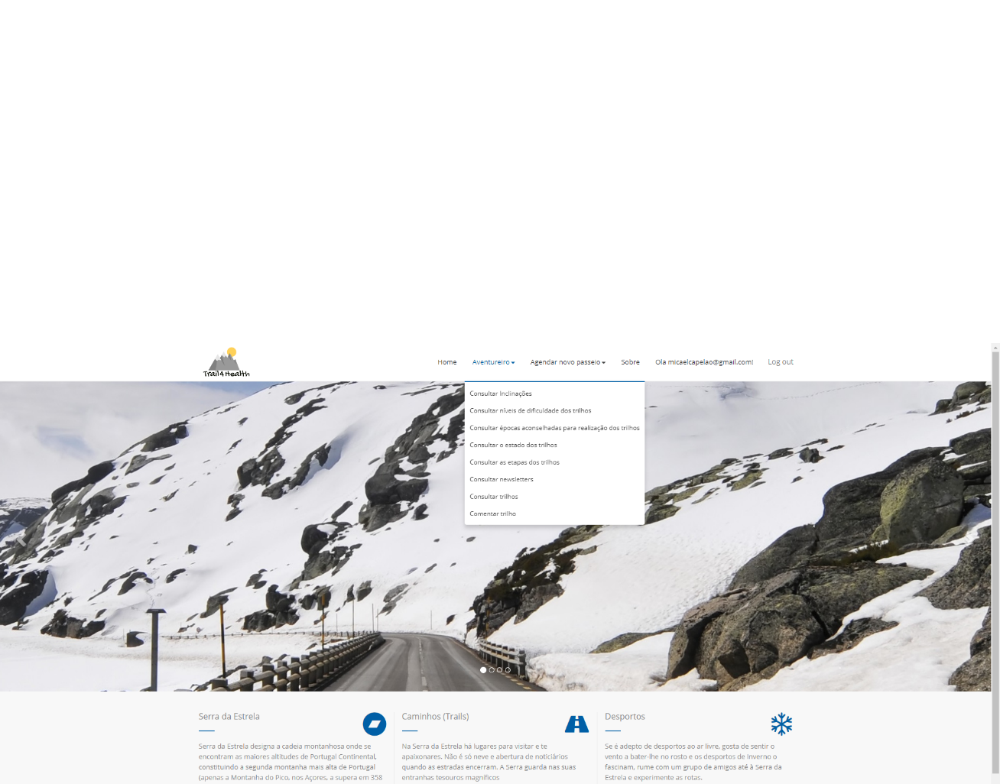 Trail4Health
Home Aventureiro Agendar novo passeio Sobre Ola micaelcapelao@gmail.com! Log out
Consultar Inclinações
Consultar níveis de dificuldade dos trilhos
Consultar épocas aconselhadas para realização dos trilhos
Consultar o estado dos trilhos
Consultar as etapas dos trilhos
Consultar newsletters
Consultar trilhos
Comentar trilho
Serra da Estrela
Serra da Estrela designa a cadeia montanhosa onde se
encontram as maiores altitudes de Portugal Continental,
constituindo a segunda montanha mais alta de Portugal
(apenas a Montanha do Pico, nos Açores, a supera em 358
Caminhos (Trails)
Na Serra da Estrela há lugares para visitar e te
apaixonares. Não é só neve e abertura de noticiários
quando as estradas encerram. A Serra guarda nas suas
entranhas tesouros magníficos
Desportos
Se é adepto de desportos ao ar livre, gosta de sentir o
vento a bater-lhe no rosto e os desportos de Inverno o
fascinam, rume com um grupo de amigos até à Serra da
Estrela e experimente as rotas.